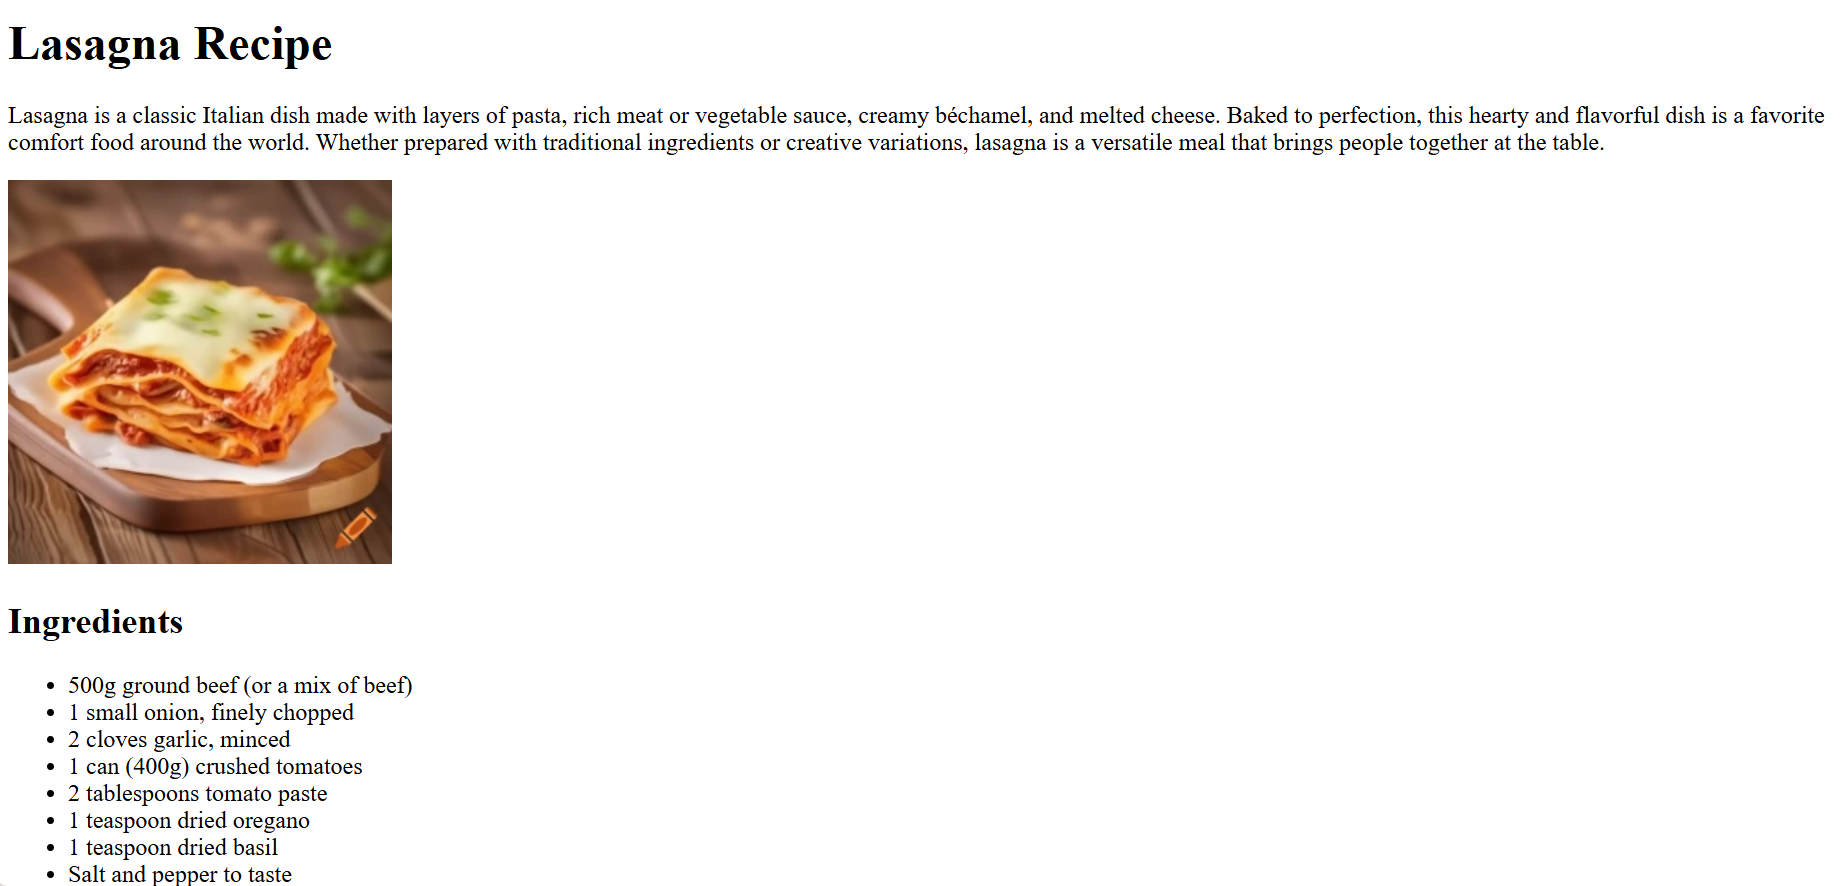 Lasagna Recipe
Lasagna is a classic Italian dish made with layers of pasta, rich meat or vegetable sauce, creamy béchamel, and melted cheese. Baked to perfection, this hearty and flavorful dish is a favorite
comfort food around the world. Whether prepared with traditional ingredients or creative variations, lasagna is a versatile meal that brings people together at the table.
Ingredients
• 500g ground beef (or a mix of beef)
• 1 small onion, finely chopped
• 2 cloves garlic, minced
• 1 can (400g) crushed tomatoes
• 2 tablespoons tomato paste
• 1 teaspoon dried oregano
• 1 teaspoon dried basil
• Salt and pepper to taste